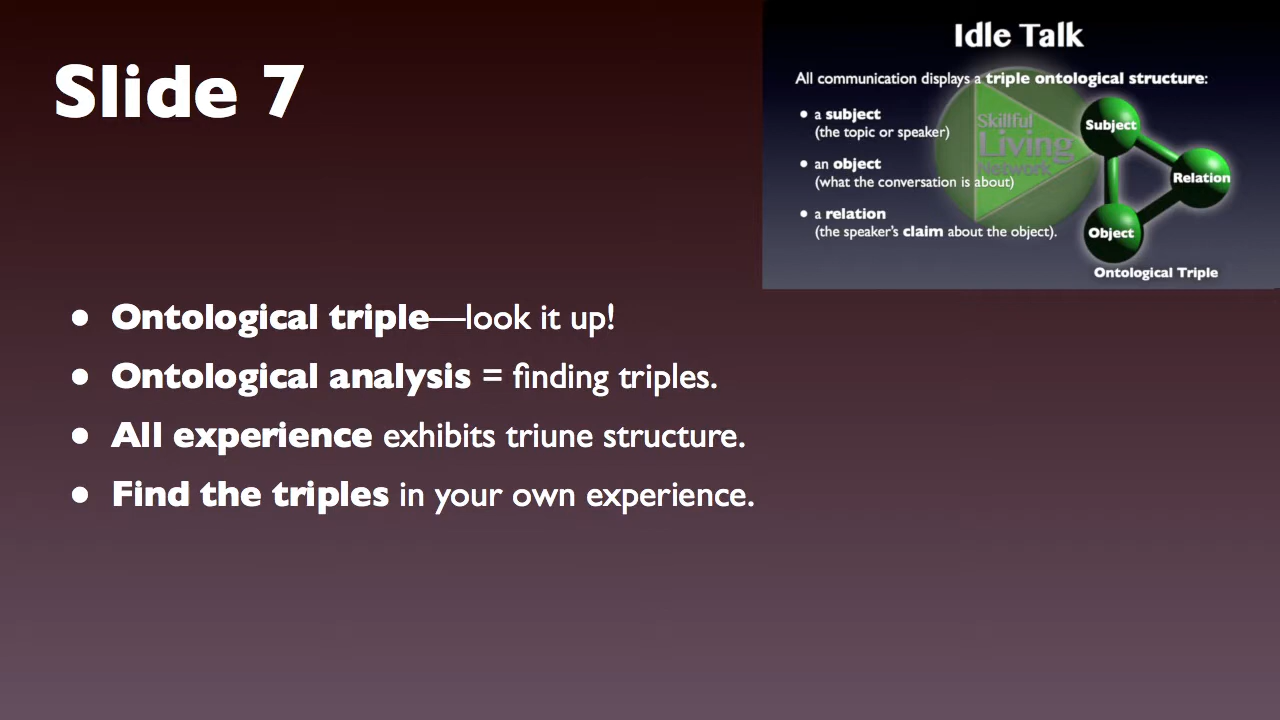 Slide 7
• Ontological triple—look it up!
• Ontological analysis = finding triples.
• All experience exhibits triune structure.
• Find the triples in your own experience.
Idle Talk
All communication displays a triple ontological structure:
• a subject
(the topic or speaker)
• an object
(what the conversation is about)
• a relation
(the speaker's claim about the object).
Skillful
Living
Network
Subject
Relation
Object
Ontological Triple